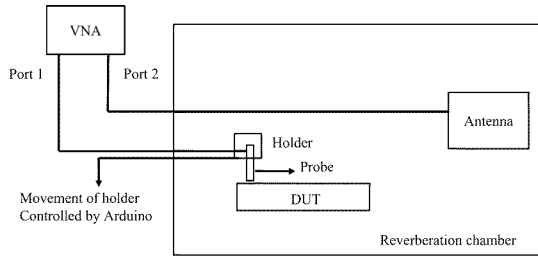 VNA
Port 1
Port 2
Antenna
Holder
Probe
Movement of holder
Controlled by Arduino
DUT
Reverberation chamber